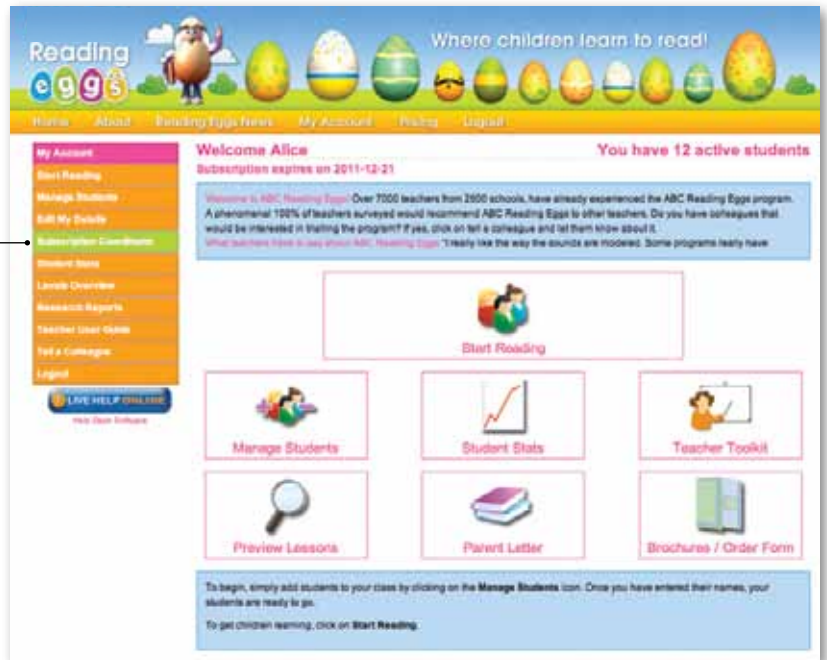 Reading
eggs
Where children learn to read!
Home About Reading Eggs News My Account Pricing Logout
My Account
Start Reading
Manage Students
Edit My Details
Subscription Coordinator
Student Stats
Levels Overview
Research Reports
Teacher User Guide
Tell a Colleague
Logout
LIVE HELP ONLINE
Help Desk Software
Welcome Alice
You have 12 active students
Subscription expires on 2011-12-21
Welcome to ABC Reading Eggs! Over 7000 teachers from 2600 schools, have already experienced the ABC Reading Eggs program.
A phenomenal 100% of teachers surveyed would recommend ABC Reading Eggs to other teachers. Do you have colleagues that
would be interested in trialling the program? If yes, click on tell a colleague and let them know about it.
What teachers have to say about ABC Reading Eggs: "I really like the way the sounds are modeled. Some programs really have
Start Reading
Manage Students
Student Stats
Teacher Toolkit
Preview Lessons
Parent Letter
Brochures / Order Form
To begin, simply add students to your class by clicking on the Manage Students icon. Once you have entered their names, your
students are ready to go.
To get children learning, click on Start Reading.